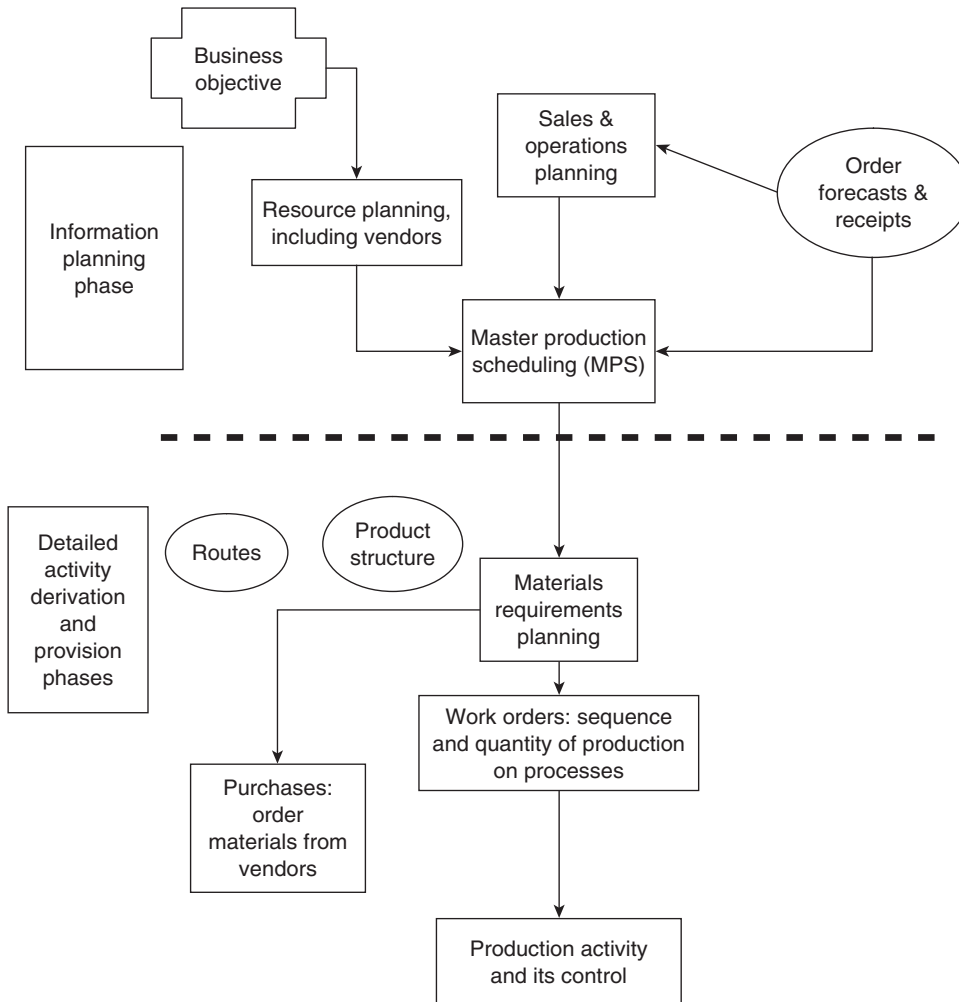 Business
objective
Sales &
operations
planning
Order
forecasts &
receipts
Information
planning
phase
Resource planning,
including vendors
Master production
scheduling (MPS)
Detailed
activity
derivation
and
provision
phases
Routes
Product
structure
Materials
requirements
planning
Work orders: sequence
and quantity of production
on processes
Purchases:
order
materials from
vendors
Production activity
and its control